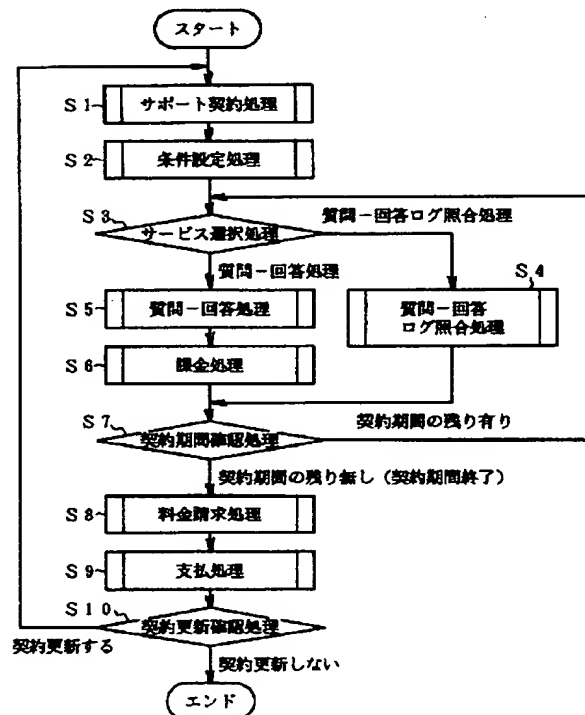 スタート
S1
サポート契約処理
S2
条件設定処理
S3
サービス選択処理
質問－回答ログ照合処理
質問－回答処理
S4
質問－回答
ログ照合処理
S5
質問－回答処理
S6
課金処理
S7
契約期間確認処理
契約期間の残り有り
契約期間の残り無し（契約期間終了）
S8
料金請求処理
S9
支払処理
S10
契約更新確認処理
契約更新する
契約更新しない
エンド